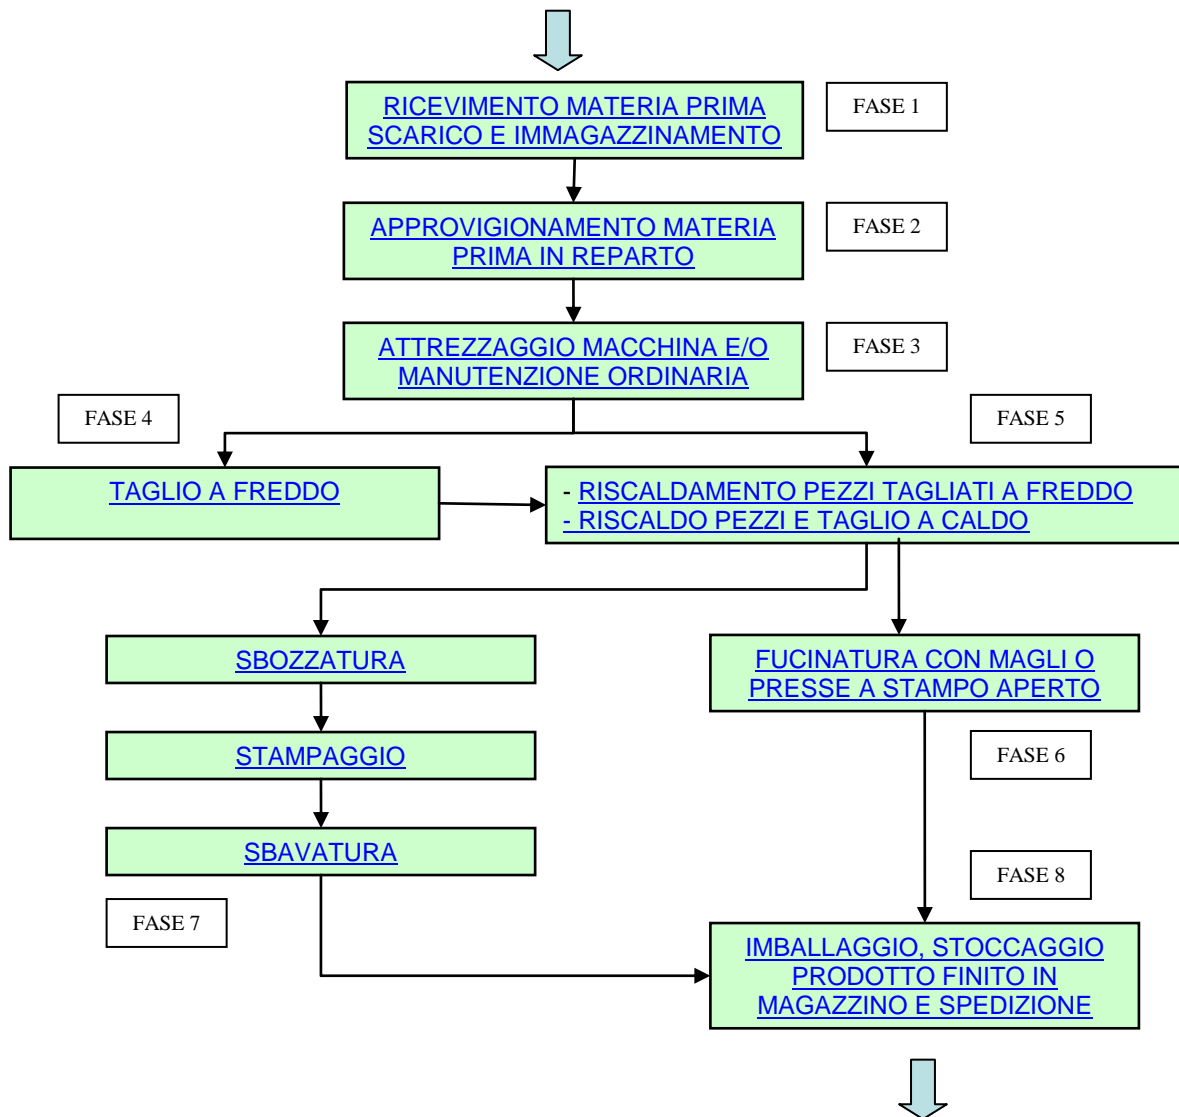 RICEVIMENTO MATERIA PRIMA
SCARICO E IMMAGAZZINAMENTO
FASE 1
APPROVIGIONAMENTO MATERIA
PRIMA IN REPARTO
FASE 2
ATTREZZAGGIO MACCHINA E/O
MANUTENZIONE ORDINARIA
FASE 3
FASE 4
FASE 5
TAGLIO A FREDDO
- RISCALDAMENTO PEZZI TAGLIATI A FREDDO
- RISCALDO PEZZI E TAGLIO A CALDO
SBOZZATURA
FUCINATURA CON MAGLI O
PRESSE A STAMPO APERTO
STAMPAGGIO
FASE 6
SBAVATURA
FASE 8
FASE 7
IMBALLAGGIO, STOCCAGGIO
PRODOTTO FINITO IN
MAGAZZINO E SPEDIZIONE